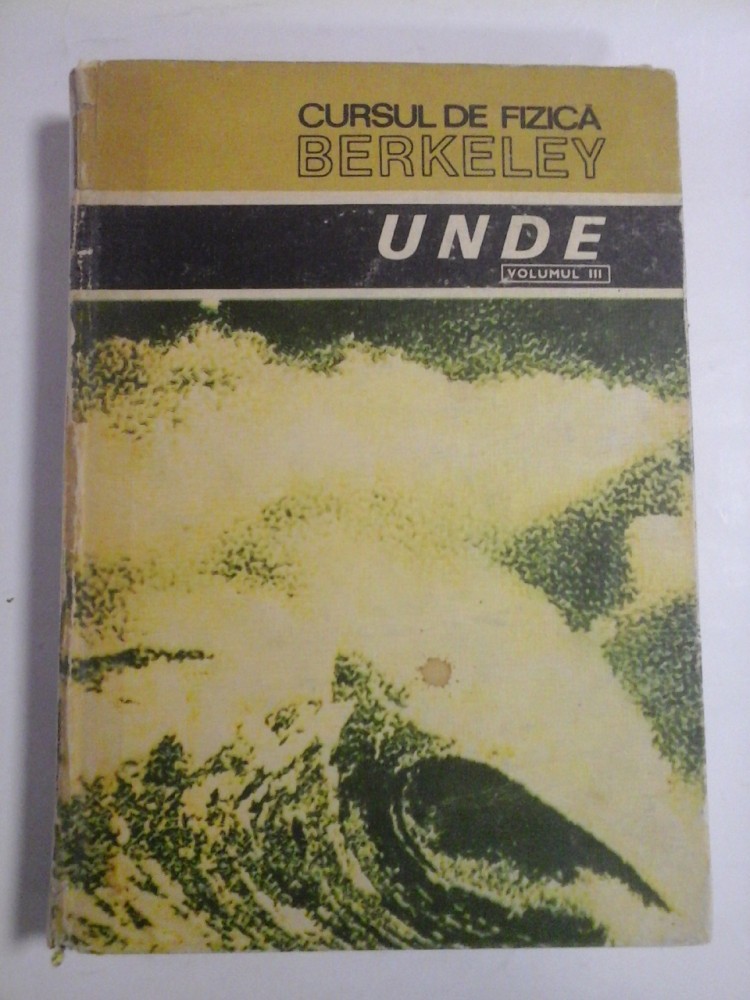 CURSUL DE FIZICĂ
BERKELEY
UNDE
VOLUMUL III